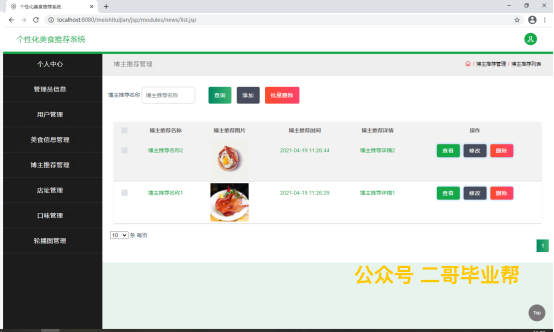 个性化美食推荐系统
localhost:8080/meishituijian/jsp/modules/news/list.jsp
个性化美食推荐系统
个人中心
管理员信息
用户管理
美食信息管理
博主推荐管理
店址管理
口味管理
轮播图管理
博主推荐管理
/ 博主推荐管理 / 博主推荐列表
博主推荐名称 博主推荐名称 查询 添加 批量删除
博主推荐名称 博主推荐图片 博主推荐时间 博主推荐详情 操作
博主推荐名称2 2021-04-19 11:26:44 博主推荐详情2 查看 修改 删除
博主推荐名称1 2021-04-19 11:26:29 博主推荐详情1 查看 修改 删除
10 条 每页
1
公众号 二哥毕业帮
Top